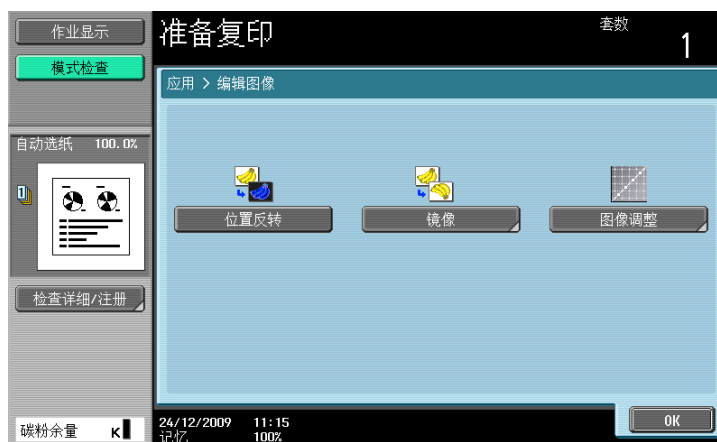 作业显示
模式检查
准备复印
套数
1
应用 > 编辑图像
自动选纸 100.0%
1
位置反转
镜像
图像调整
检查详细/注册
碳粉余量 K
24/12/2009 11:15
记忆 100%
OK